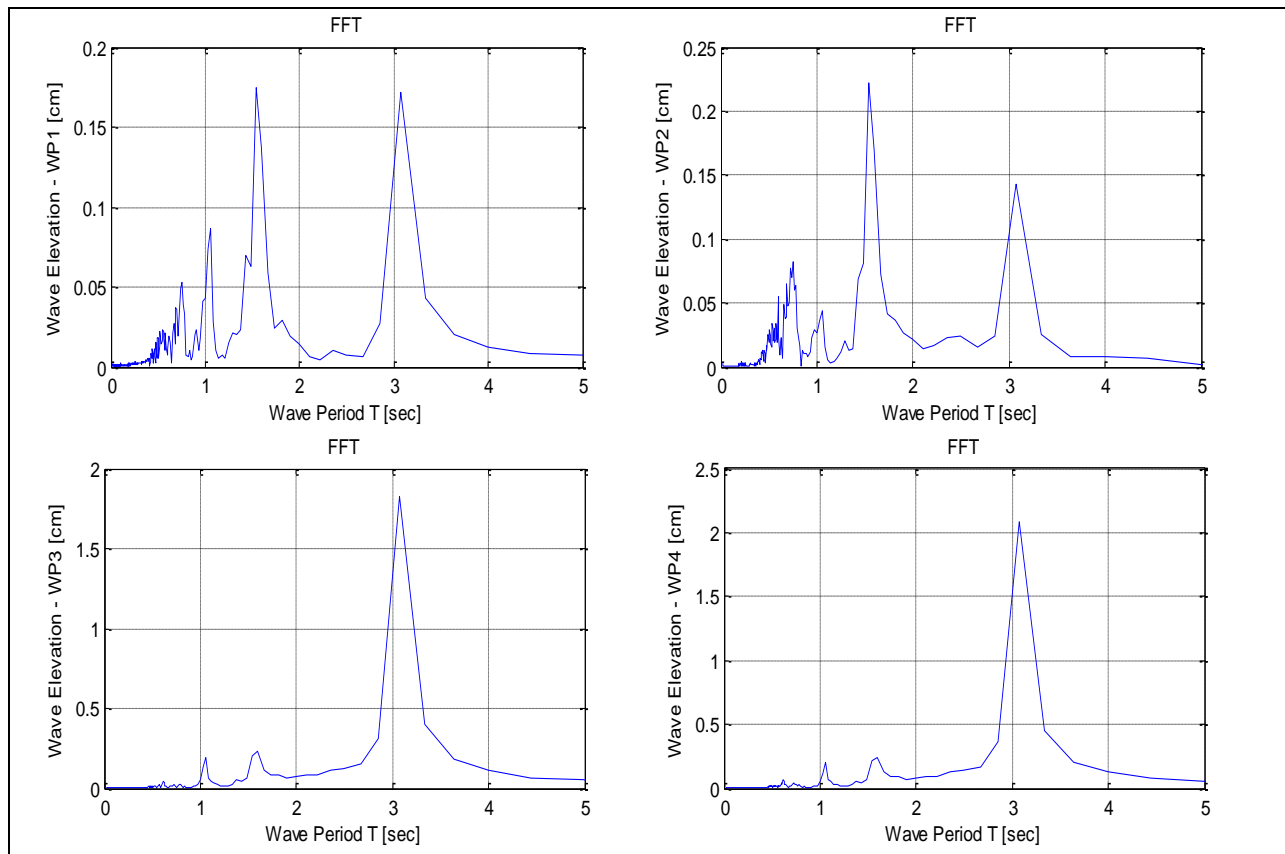 FFT
Wave Elevation - WP1 [cm]
0.2
0.15
0.1
0.05
0
0 1 2 3 4 5
Wave Period T [sec]
FFT
Wave Elevation - WP2 [cm]
0.25
0.2
0.15
0.1
0.05
0
0 1 2 3 4 5
Wave Period T [sec]
FFT
Wave Elevation - WP3 [cm]
2
1.5
1
0.5
0
0 1 2 3 4 5
Wave Period T [sec]
FFT
Wave Elevation - WP4 [cm]
2.5
2
1.5
1
0.5
0
0 1 2 3 4 5
Wave Period T [sec]